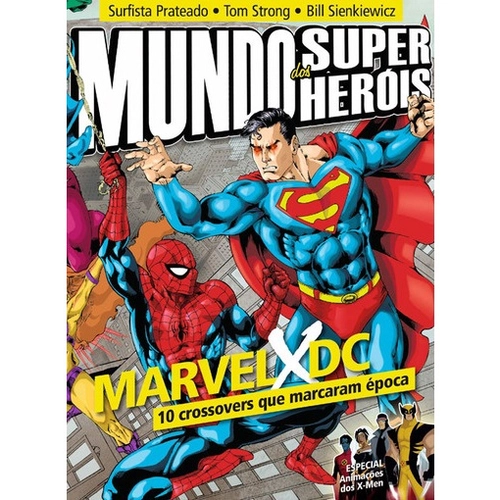 Surfista Prateado • Tom Strong • Bill Sienkiewicz
MUNDO dos SUPER
HERÓIS
MARVEL X DC
10 crossovers que marcaram época
ESPECIAL
Animações
dos X-Men